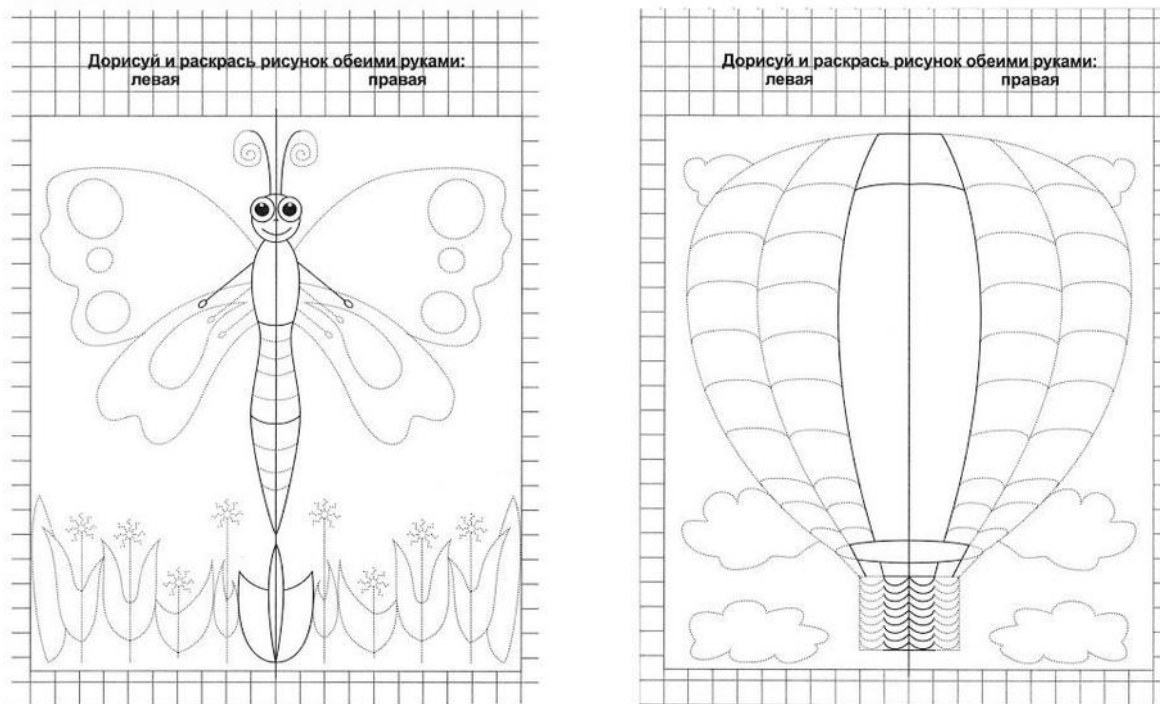 Дорисуй и раскрась рисунок обеими руками:
левая правая
Дорисуй и раскрась рисунок обеими руками:
левая правая